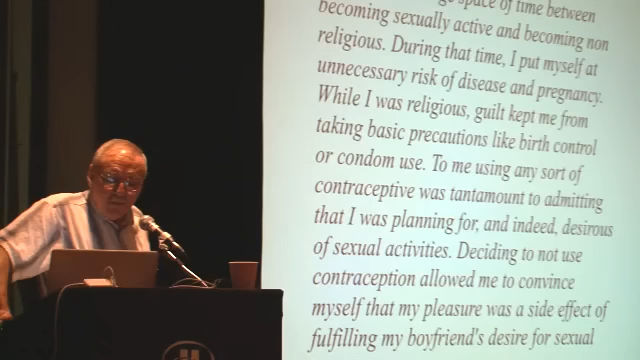 space of time between
becoming sexually active and becoming non
religious. During that time, I put myself at
unnecessary risk of disease and pregnancy.
While I was religious, guilt kept me from
taking basic precautions like birth control
or condom use. To me using any sort of
contraceptive was tantamount to admitting
that I was planning for, and indeed, desirous
of sexual activities. Deciding to not use
contraception allowed me to convince
myself that my pleasure was a side effect of
fulfilling my boyfriend's desire for sexual